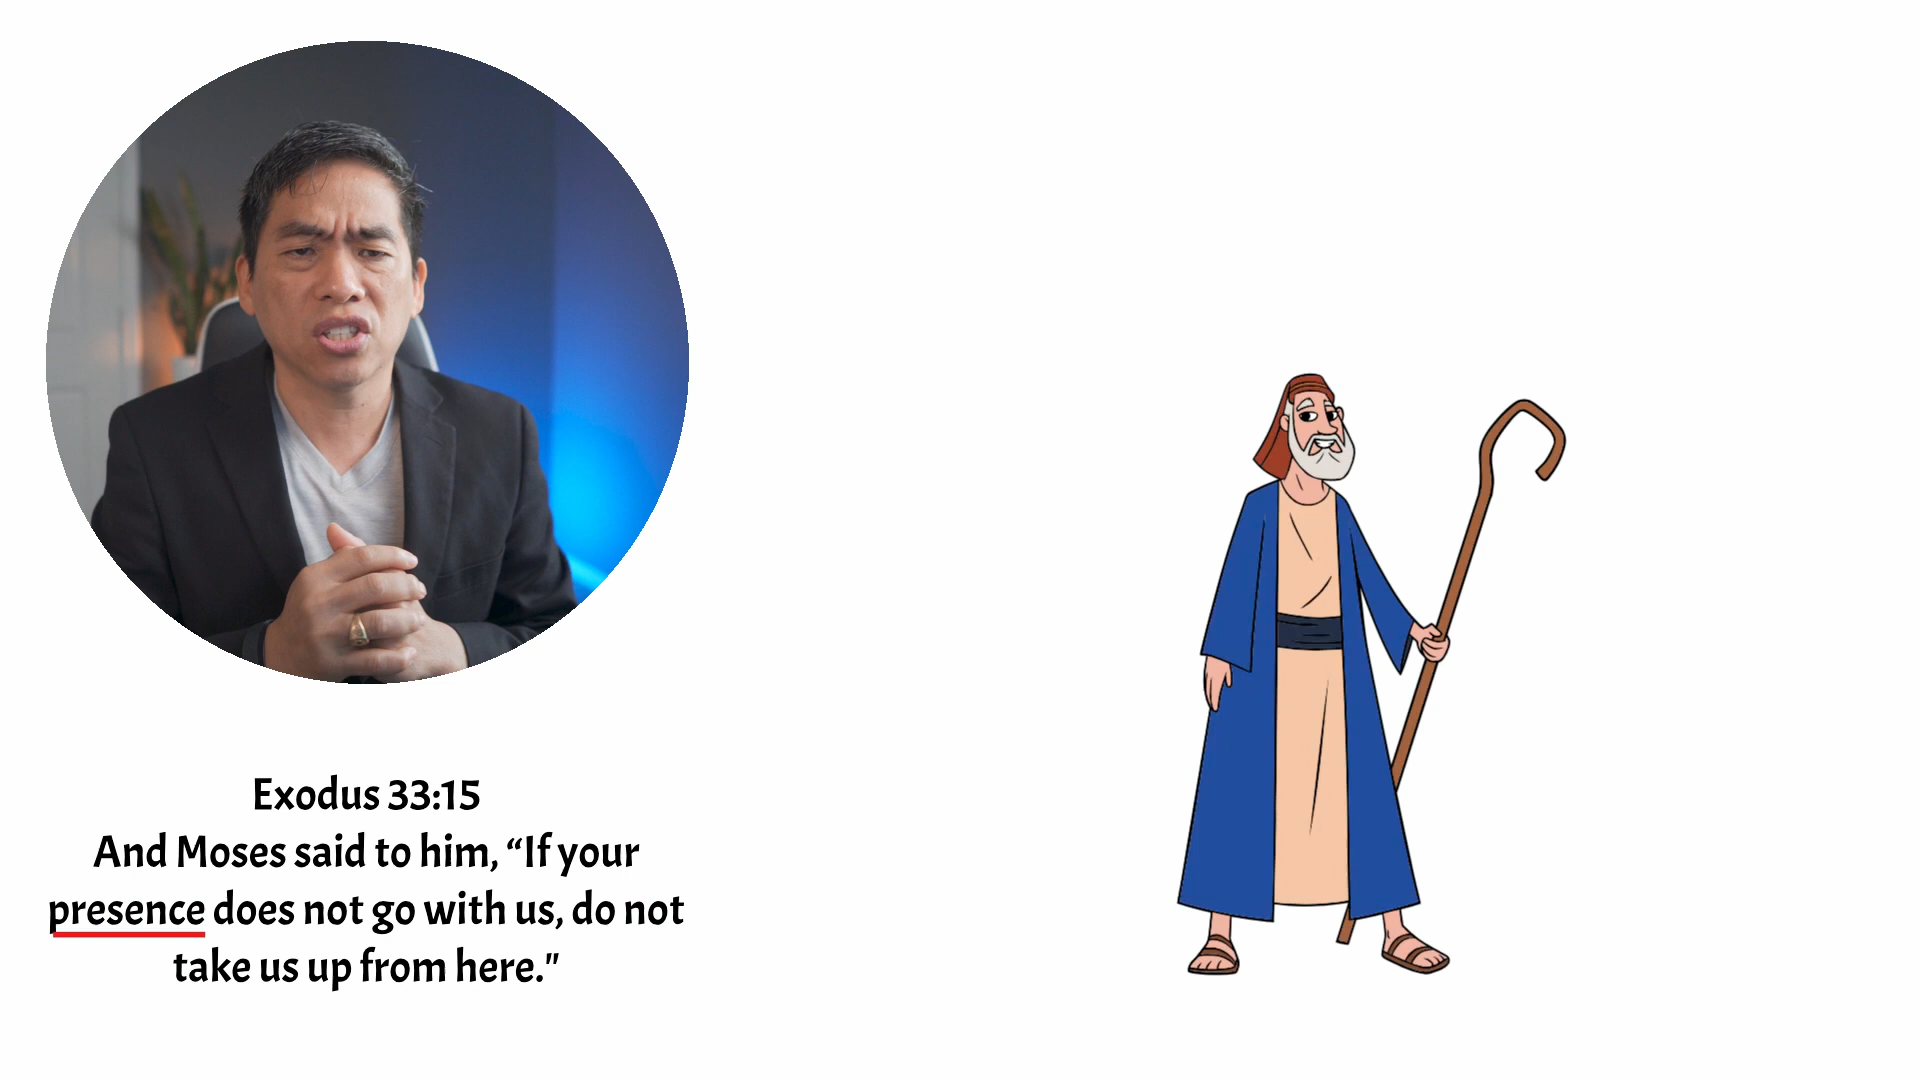 Exodus 33:15
And Moses said to him, “If your
presence does not go with us, do not
take us up from here."